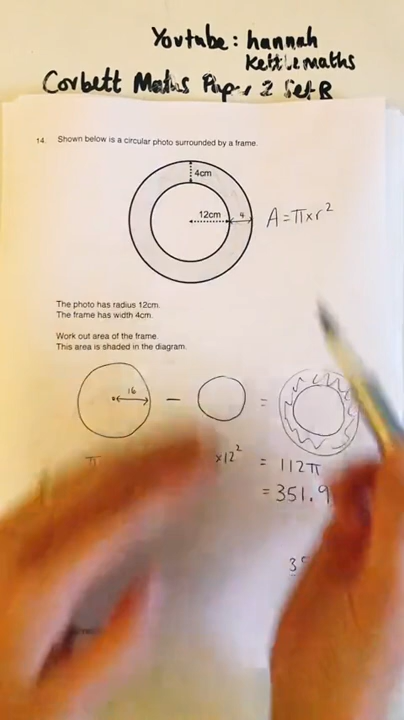 Youtube: hannah
Kettlemaths
Corbett Maths Paper 2 Set R
14. Shown below is a circular photo surrounded by a frame.
4cm
12cm 4 A=πxr²
The photo has radius 12cm.
The frame has width 4cm.
Work out area of the frame.
This area is shaded in the diagram.
16 − =
π x12² = 112π
= 351.9